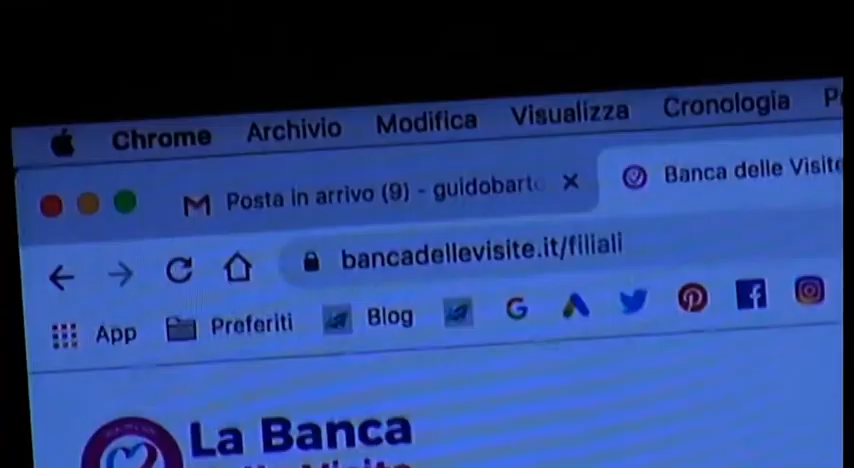 Chrome Archivio Modifica Visualizza Cronologia
Posta in arrivo (9) - guidobarto Banca delle Visite
bancadellevisite.it/filiali
App Preferiti Blog
La Banca